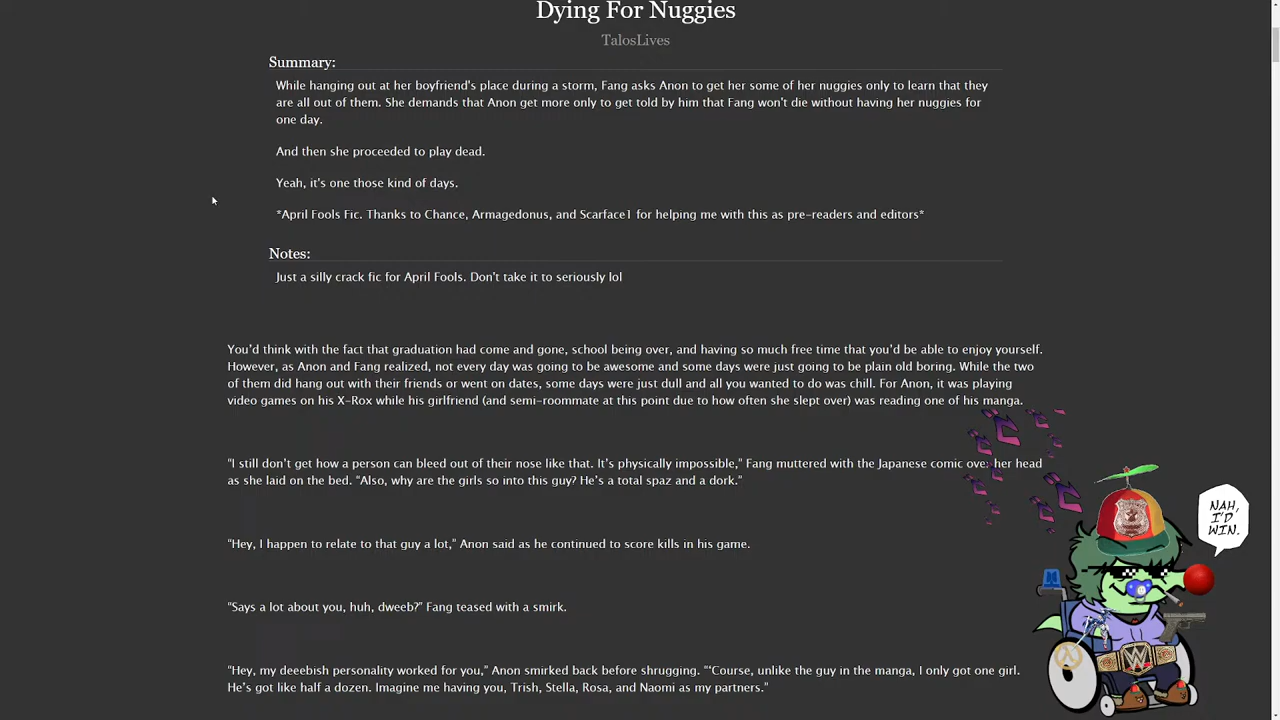 Dying For Nuggies
TalosLives
Summary:
While hanging out at her boyfriend's place during a storm, Fang asks Anon to get her some of her nuggies only to learn that they
are all out of them. She demands that Anon get more only to get told by him that Fang won't die without having her nuggies for
one day.
And then she proceeded to play dead.
Yeah, it's one those kind of days.
*April Fools Fic. Thanks to Chance, Armagedonus, and Scarface1 for helping me with this as pre-readers and editors*
Notes:
Just a silly crack fic for April Fools. Don't take it to seriously lol
You’d think with the fact that graduation had come and gone, school being over, and having so much free time that you’d be able to enjoy yourself.
However, as Anon and Fang realized, not every day was going to be awesome and some days were just going to be plain old boring. While the two
of them did hang out with their friends or went on dates, some days were just dull and all you wanted to do was chill. For Anon, it was playing
video games on his X-Rox while his girlfriend (and semi-roommate at this point due to how often she slept over) was reading one of his manga.
“I still don’t get how a person can bleed out of their nose like that. It’s physically impossible,” Fang muttered with the Japanese comic over her head
as she laid on the bed. “Also, why are the girls so into this guy? He’s a total spaz and a dork.”
“Hey, I happen to relate to that guy a lot,” Anon said as he continued to score kills in his game.
“Says a lot about you, huh, dweeb?” Fang teased with a smirk.
“Hey, my deeebish personality worked for you,” Anon smirked back before shrugging. “‘Course, unlike the guy in the manga, I only got one girl.
He’s got like half a dozen. Imagine me having you, Trish, Stella, Rosa, and Naomi as my partners.”
NAH,
I'D
WIN.